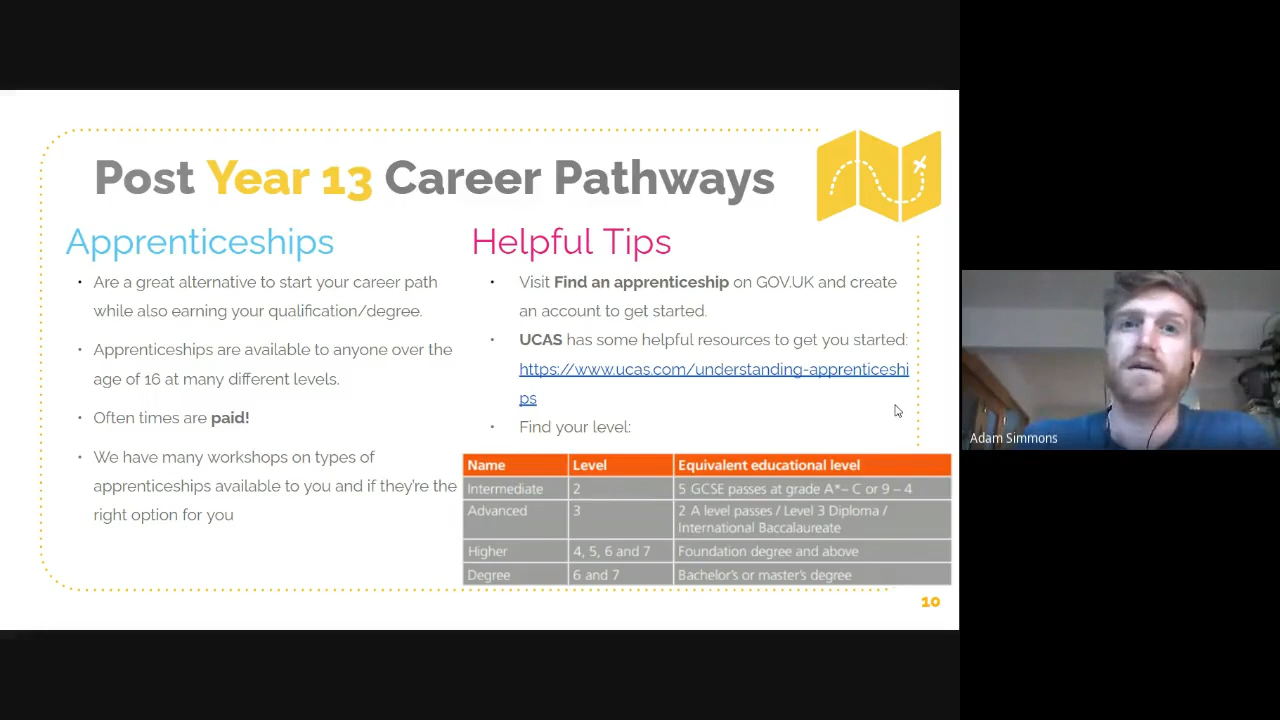 Post Year 13 Career Pathways
Apprenticeships
• Are a great alternative to start your career path
while also earning your qualification/degree.
• Apprenticeships are available to anyone over the
age of 16 at many different levels.
• Often times are paid!
• We have many workshops on types of
apprenticeships available to you and if they're the
right option for you
Helpful Tips
• Visit Find an apprenticeship on GOV.UK and create
an account to get started.
• UCAS has some helpful resources to get you started:
https://www.ucas.com/understanding-apprenticeshi
ps
• Find your level:
Name Level Equivalent educational level
Intermediate 2 5 GCSE passes at grade A*– C or 9 – 4
Advanced 3 2 A level passes / Level 3 Diploma /
International Baccalaureate
Higher 4, 5, 6 and 7 Foundation degree and above
Degree 6 and 7 Bachelor's or master's degree
10
Adam Simmons